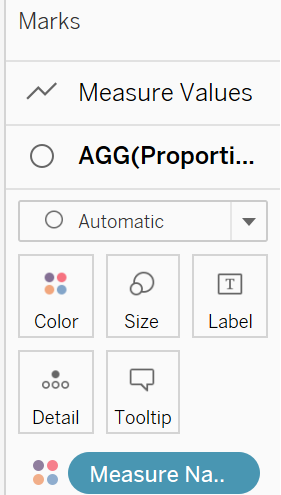 Marks
Measure Values
AGG(Proporti...
Automatic
Color Size Label
Detail Tooltip
Measure Na..